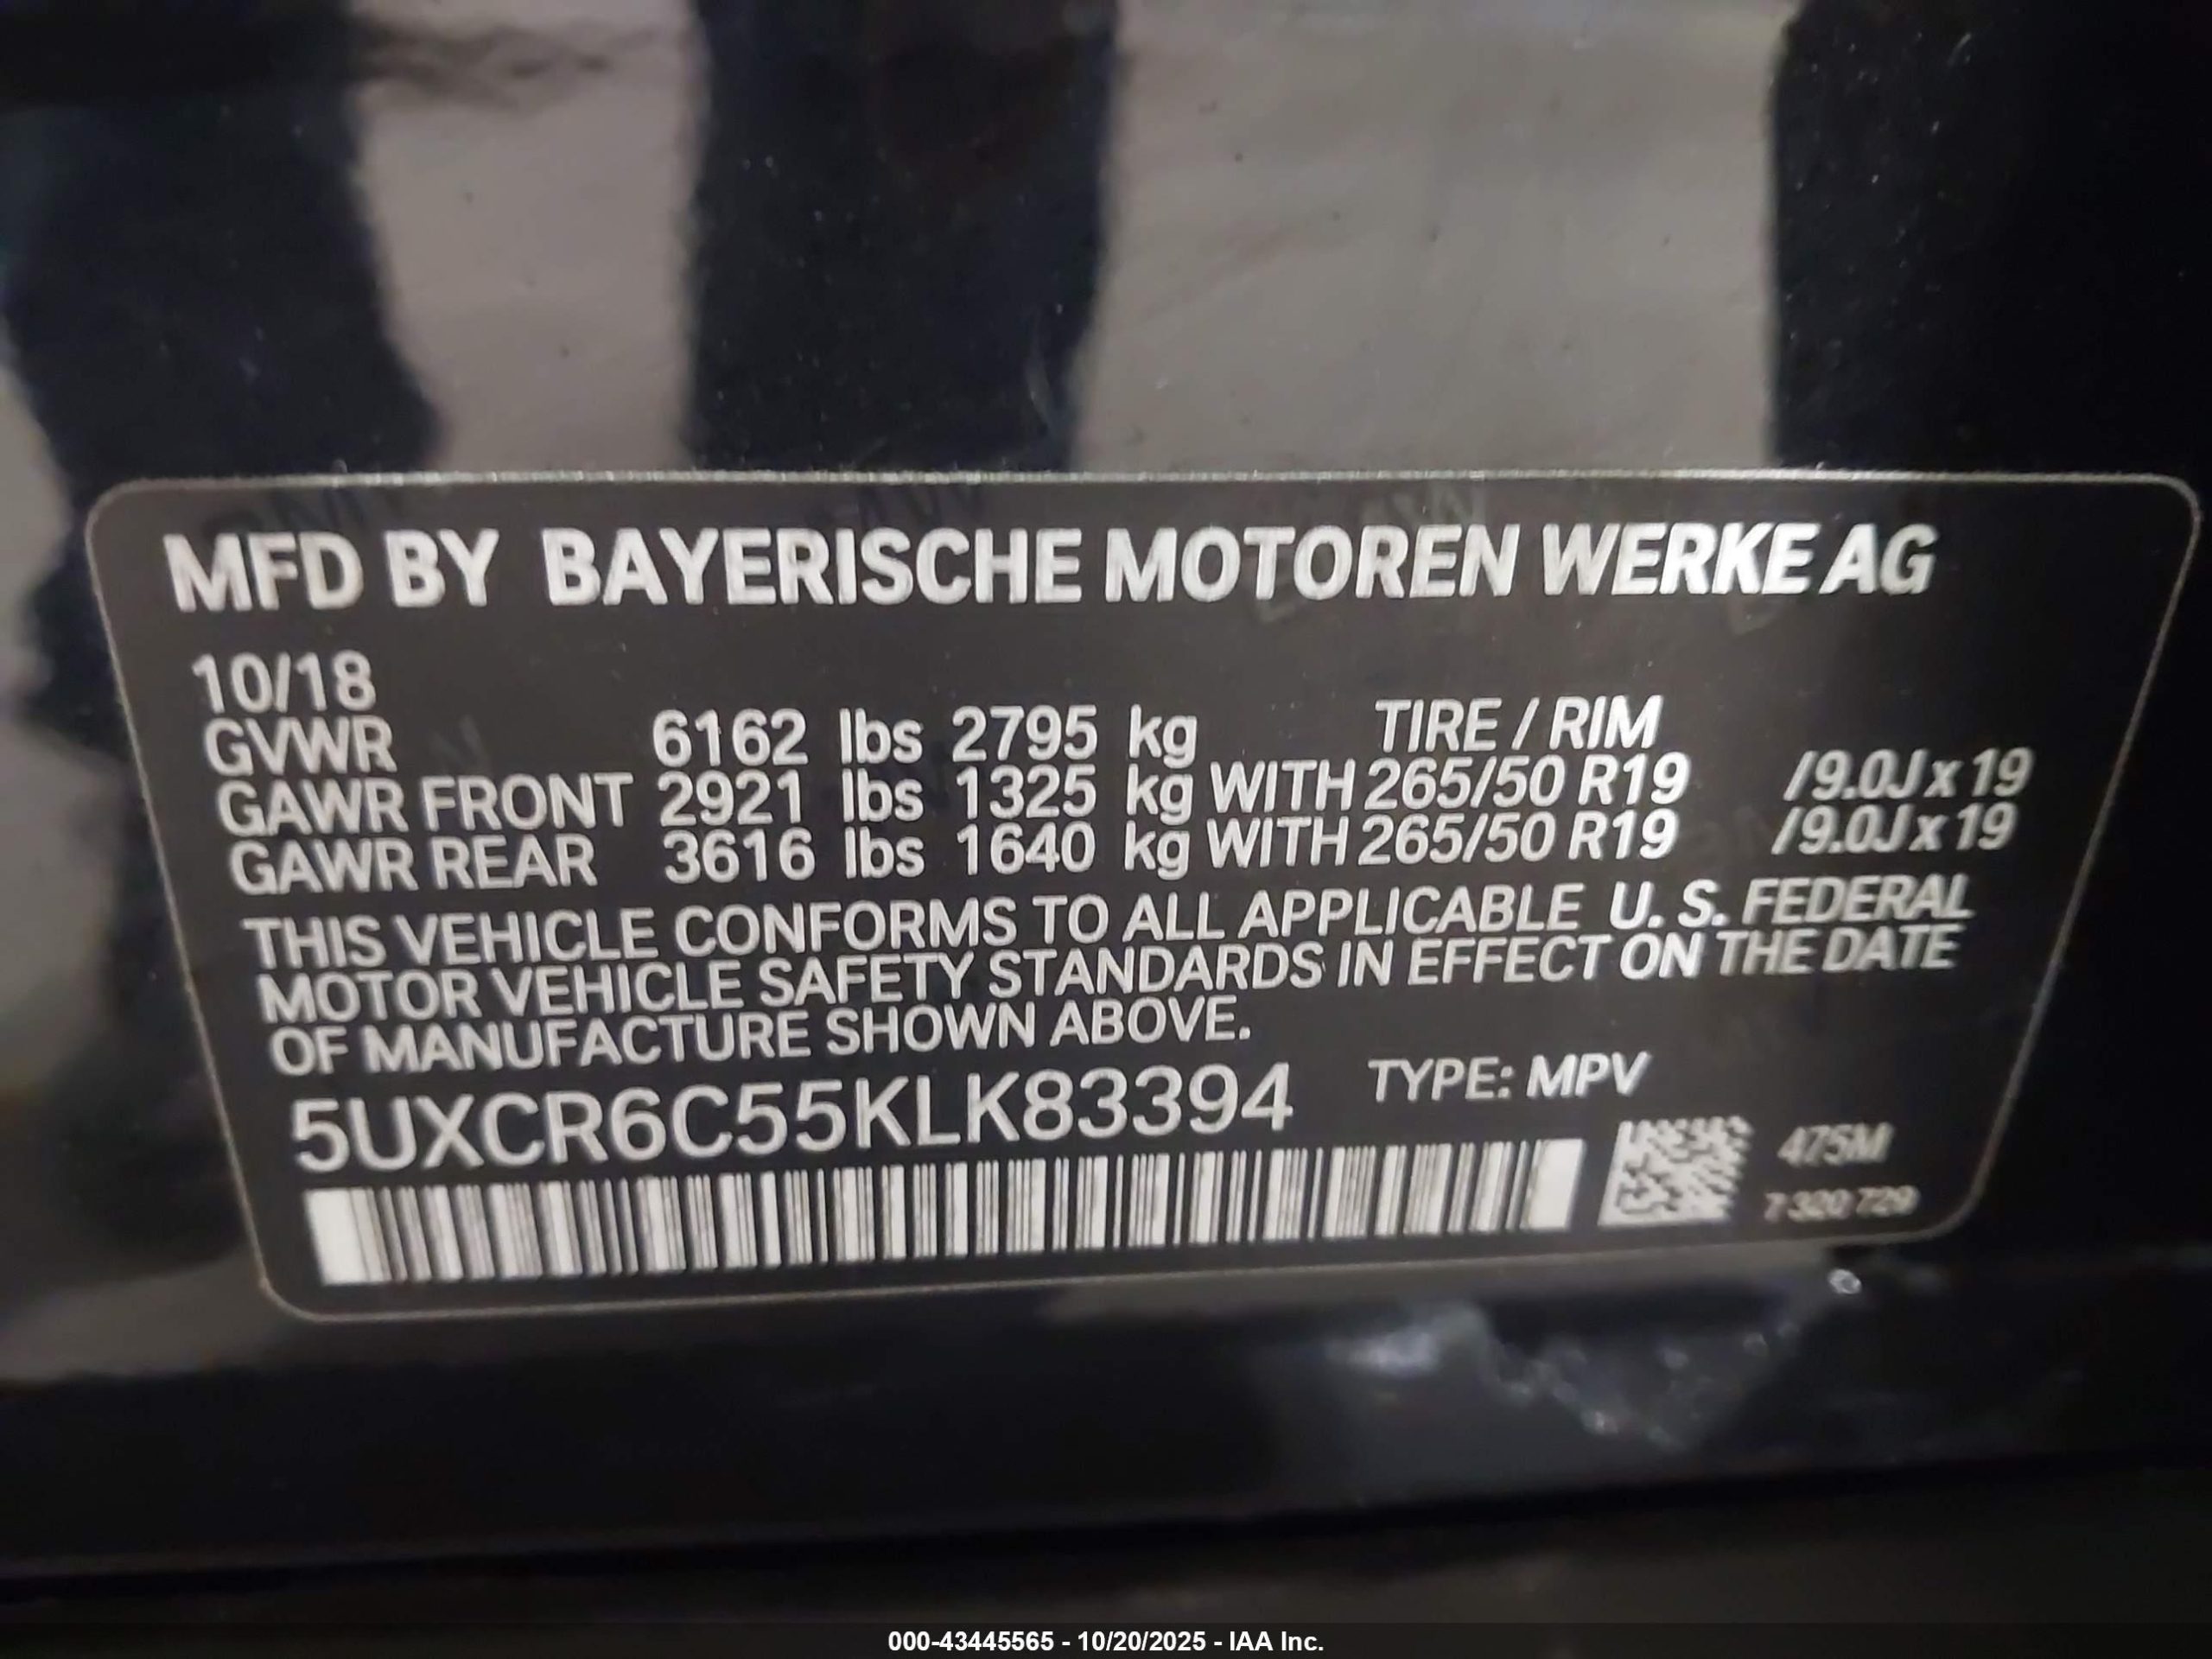 MFD BY BAYERISCHE MOTOREN WERKE AG
10/18
GVWR 6162 lbs 2795 kg TIRE / RIM
GAWR FRONT 2921 lbs 1325 kg WITH 265/50 R19 /9.0J x 19
GAWR REAR 3616 lbs 1640 kg WITH 265/50 R19 /9.0J x 19
THIS VEHICLE CONFORMS TO ALL APPLICABLE U. S. FEDERAL
MOTOR VEHICLE SAFETY STANDARDS IN EFFECT ON THE DATE
OF MANUFACTURE SHOWN ABOVE.
5UXCR6C55KLK83394 TYPE: MPV
475M
7 320 729
000-43445565 - 10/20/2025 - IAA Inc.